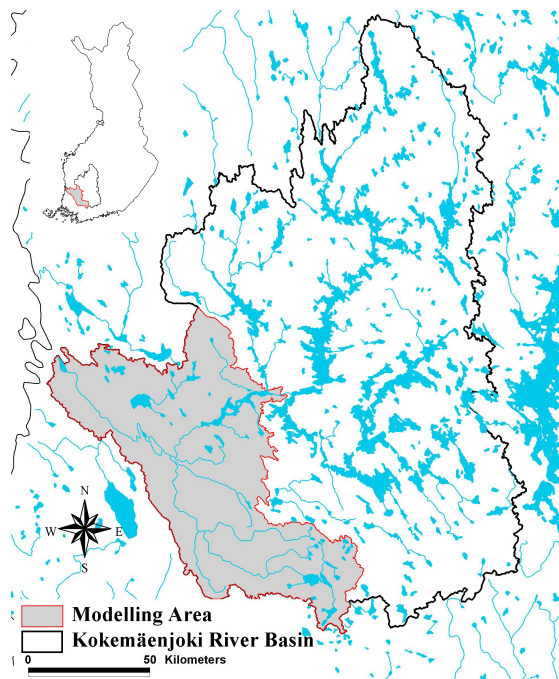 N
W E
S
Modelling Area
Kokemäenjoki River Basin
0 50 Kilometers